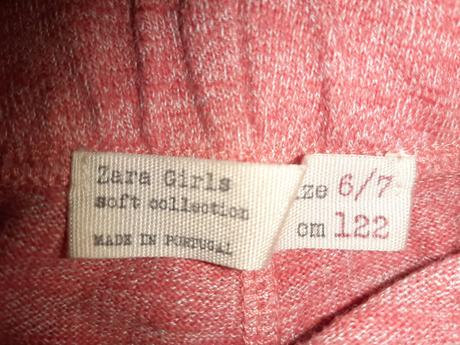 Zara Girls
soft collection
MADE IN PORTUGAL
ze 6/7
cm 122